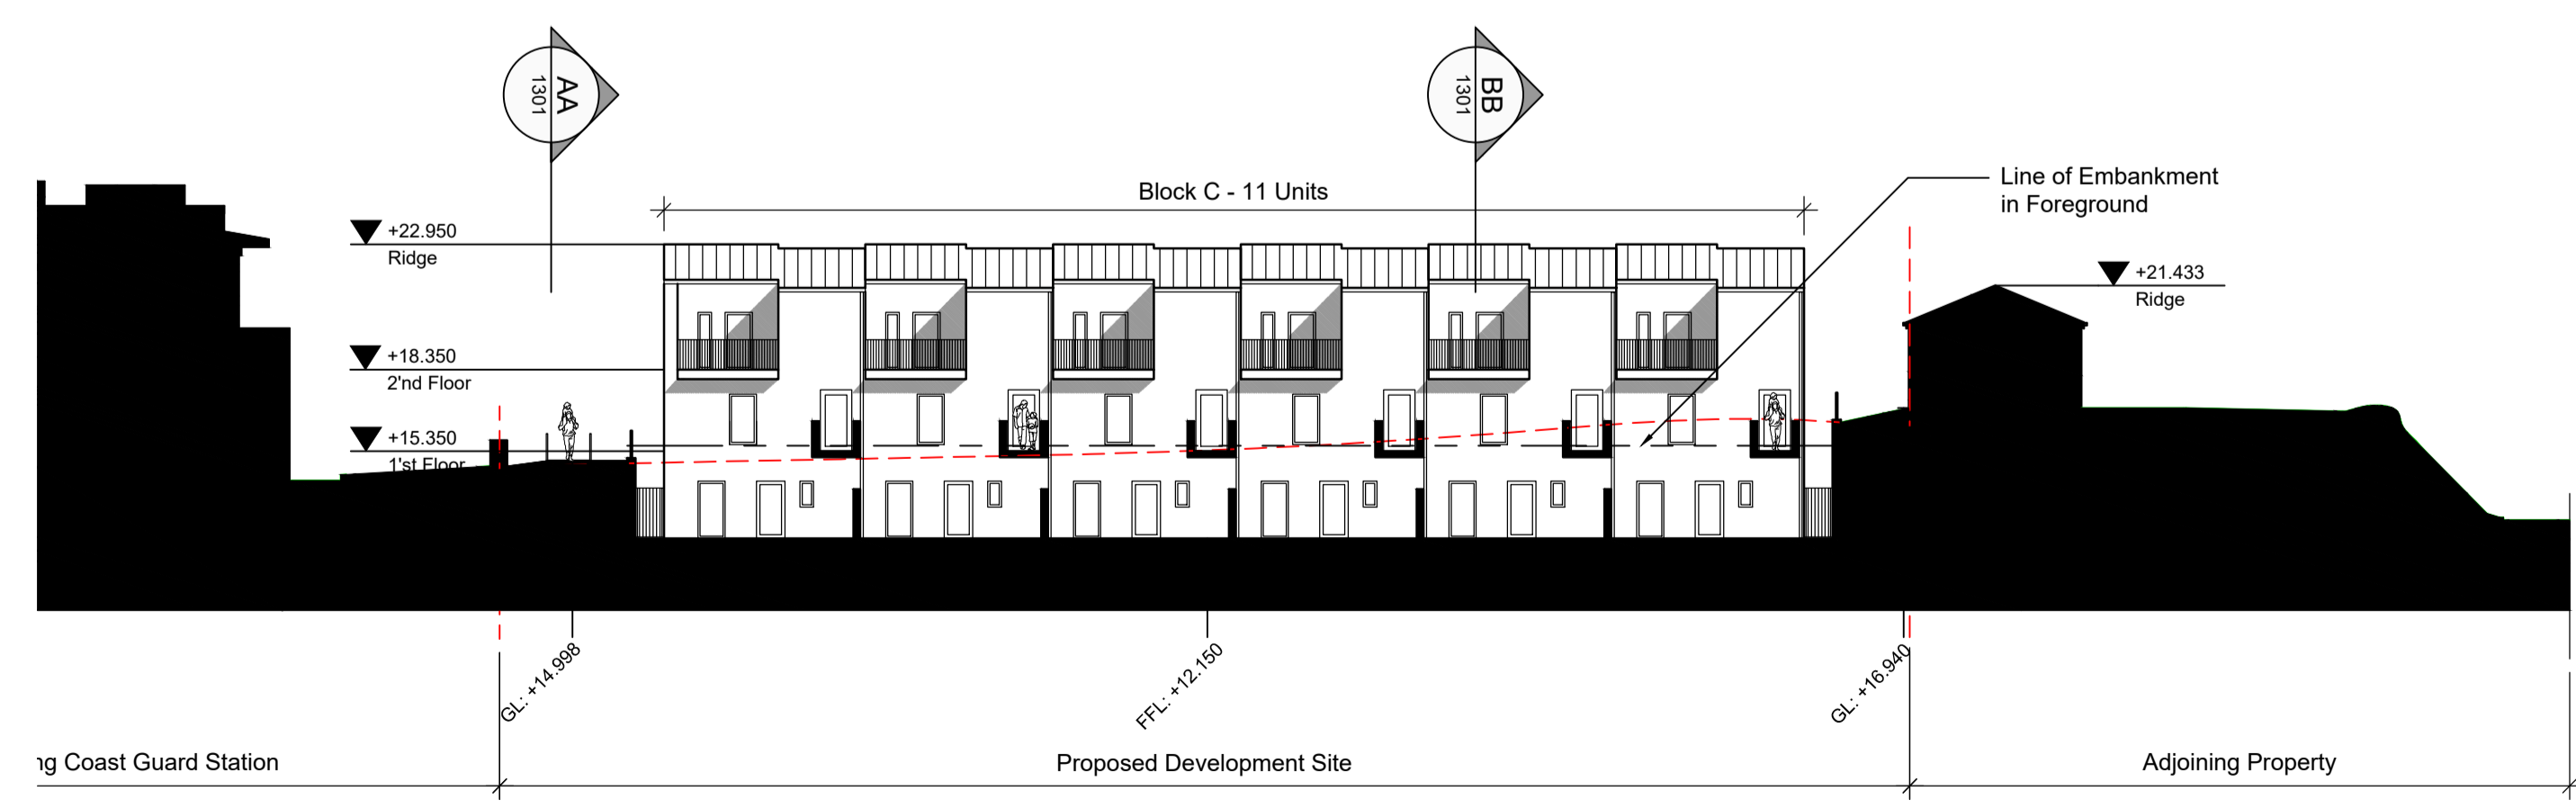 AA
1301
BB
1301
Block C - 11 Units
Line of Embankment
in Foreground
+22.950
Ridge
+21.433
Ridge
+18.350
2'nd Floor
+15.350
1'st Floor
GL: +14.998
FFL: +12.150
GL: +16.940
Coast Guard Station
Proposed Development Site
Adjoining Property